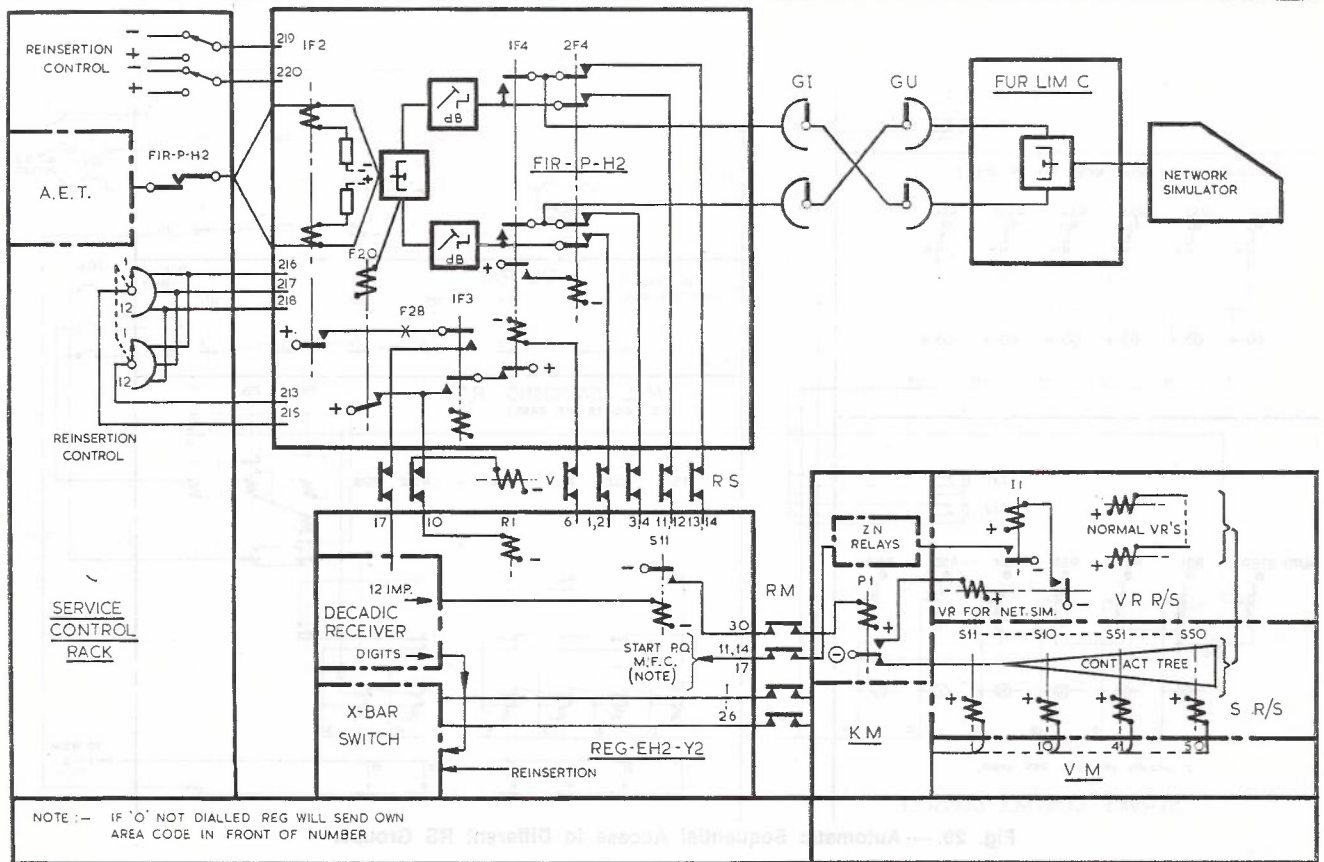 REINSERTION
CONTROL
-
+
-
+
A.E.T.
FIR-P-H2
219
220
1F2
1F4
2F4
dB
dB
-
+
FIR-P-H2
F20
216
217
218
1
12
1
12
F28
1F3
+
+
-
-
+
+
213
215
REINSERTION
CONTROL
GI
GU
FUR LIM C
NETWORK
SIMULATOR
V
-
RS
17
10
R1
6
1,2
3,4
11,12
13,14
-
S11
-
-
12 IMP.
DECADIC
RECEIVER
DIGITS
X-BAR
SWITCH
START P.Q.
M.F.C.
(NOTE)
REG-EH2-Y2
REINSERTION
SERVICE
CONTROL
RACK
RM
30
11,14
17
26
ZN
RELAYS
P1
+
-
KM
I1
+
-
NORMAL VR'S
+
+
VR FOR NET. SIM.
+
-
VR R/S
S11 S10 S51 S50
CONTACT TREE
S R/S
+
+
+
+
1 10 41 50
VM
NOTE :- IF 'O' NOT DIALLED REG WILL SEND OWN
AREA CODE IN FRONT OF NUMBER
Fig. 29. — Automatic Sequential Access to Different RS Groups